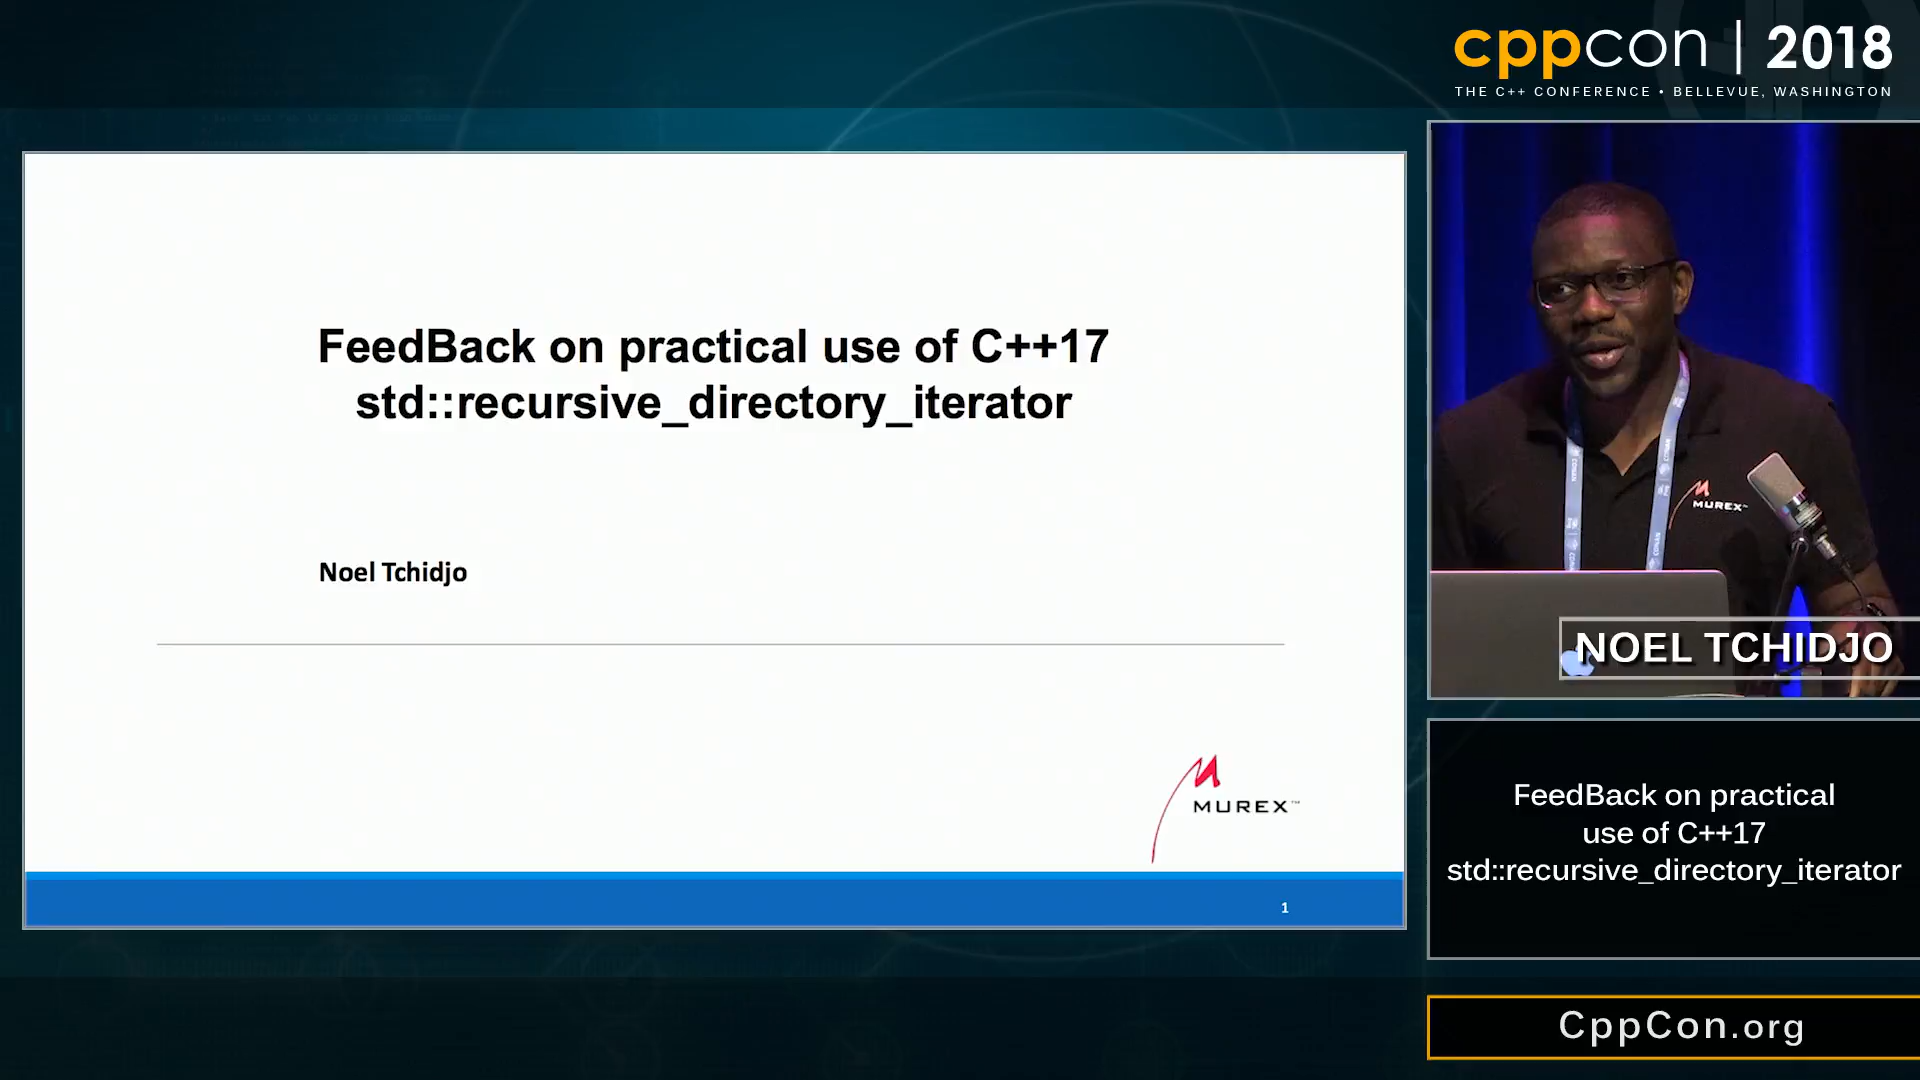 cppcon | 2018
THE C++ CONFERENCE • BELLEVUE, WASHINGTON
FeedBack on practical use of C++17
std::recursive_directory_iterator
Noel Tchidjo
MUREX™
1
MUREX™
NOEL TCHIDJO
FeedBack on practical
use of C++17
std::recursive_directory_iterator
CppCon.org